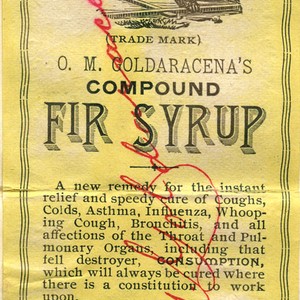 (TRADE MARK)
O. M. GOLDARACENA'S
COMPOUND
FIR SYRUP
A new remedy for the instant
relief and speedy cure of Coughs,
Colds, Asthma, Influenza, Whoop-
ing Cough, Bronchitis, and all
affections of the Throat and Pul-
monary Organs, including that
fell destroyer, CONSUMPTION,
which will always be cured where
there is a constitution to work
upon.